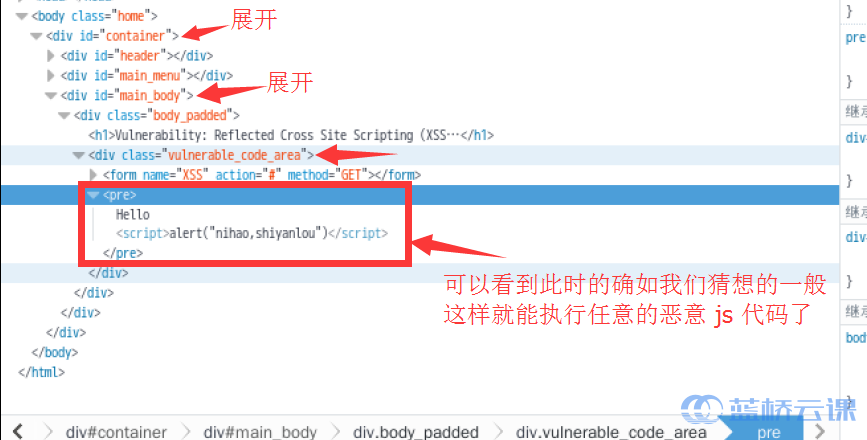 <body class="home">
展开
<div id="container">
}
pre
<div id="header"></div>
<div id="main_menu"></div>
展开
}
<div id="main_body">
继承
<div class="body_padded">
div
<h1>Vulnerability: Reflected Cross Site Scripting (XSS⋯</h1>
<div class="vulnerable_code_area">
<form name="XSS" action="#" method="GET"></form>
}
<pre>
继承
Hello
<script>alert("nihao,shiyanlou")</script>
div
</pre>
</div>
可以看到此时的确如我们猜想的一般
}
</div>
继承
这样就能执行任意的恶意 js 代码了
</div>
</div>
body
</body>
</html>
蓝桥云课
}
div#container
div#main_body
div.body_padded
div.vulnerable_code_area
pre